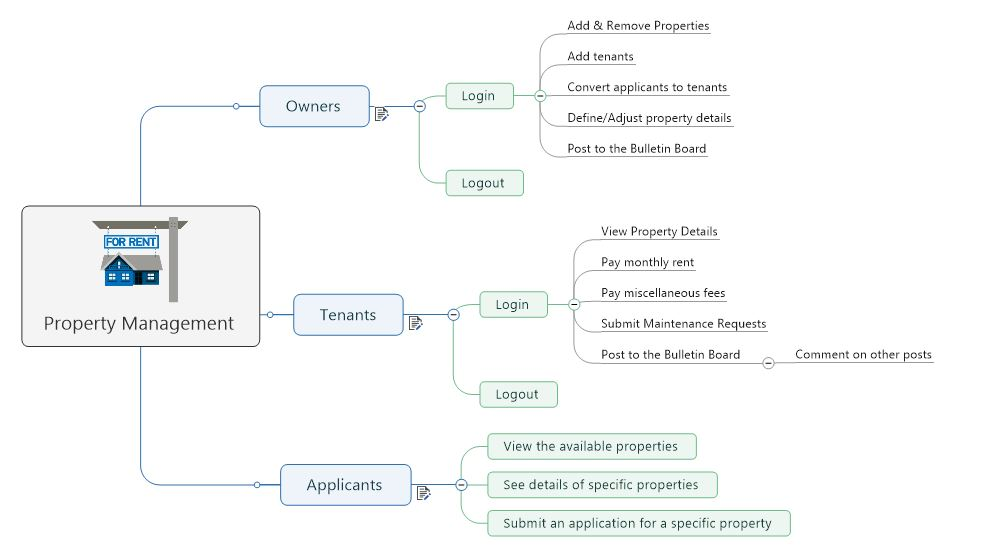 Add & Remove Properties
Add tenants
Convert applicants to tenants
Define/Adjust property details
Post to the Bulletin Board
Login
Owners
Logout
FOR RENT
Property Management
View Property Details
Pay monthly rent
Pay miscellaneous fees
Submit Maintenance Requests
Post to the Bulletin Board
Comment on other posts
Login
Tenants
Logout
View the available properties
See details of specific properties
Submit an application for a specific property
Applicants